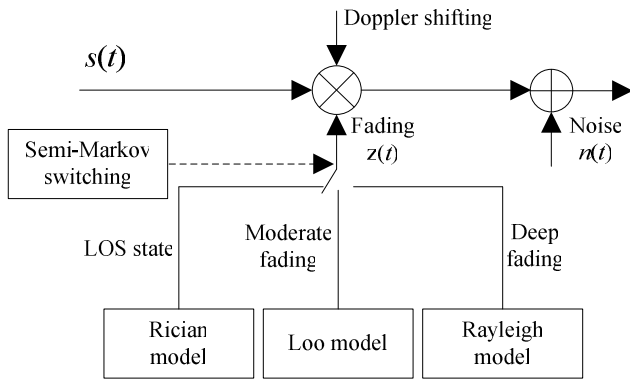 Doppler shifting
s(t)
Fading
z(t)
Noise
n(t)
Semi-Markov
switching
LOS state
Moderate
fading
Deep
fading
Rician
model
Loo model
Rayleigh
model